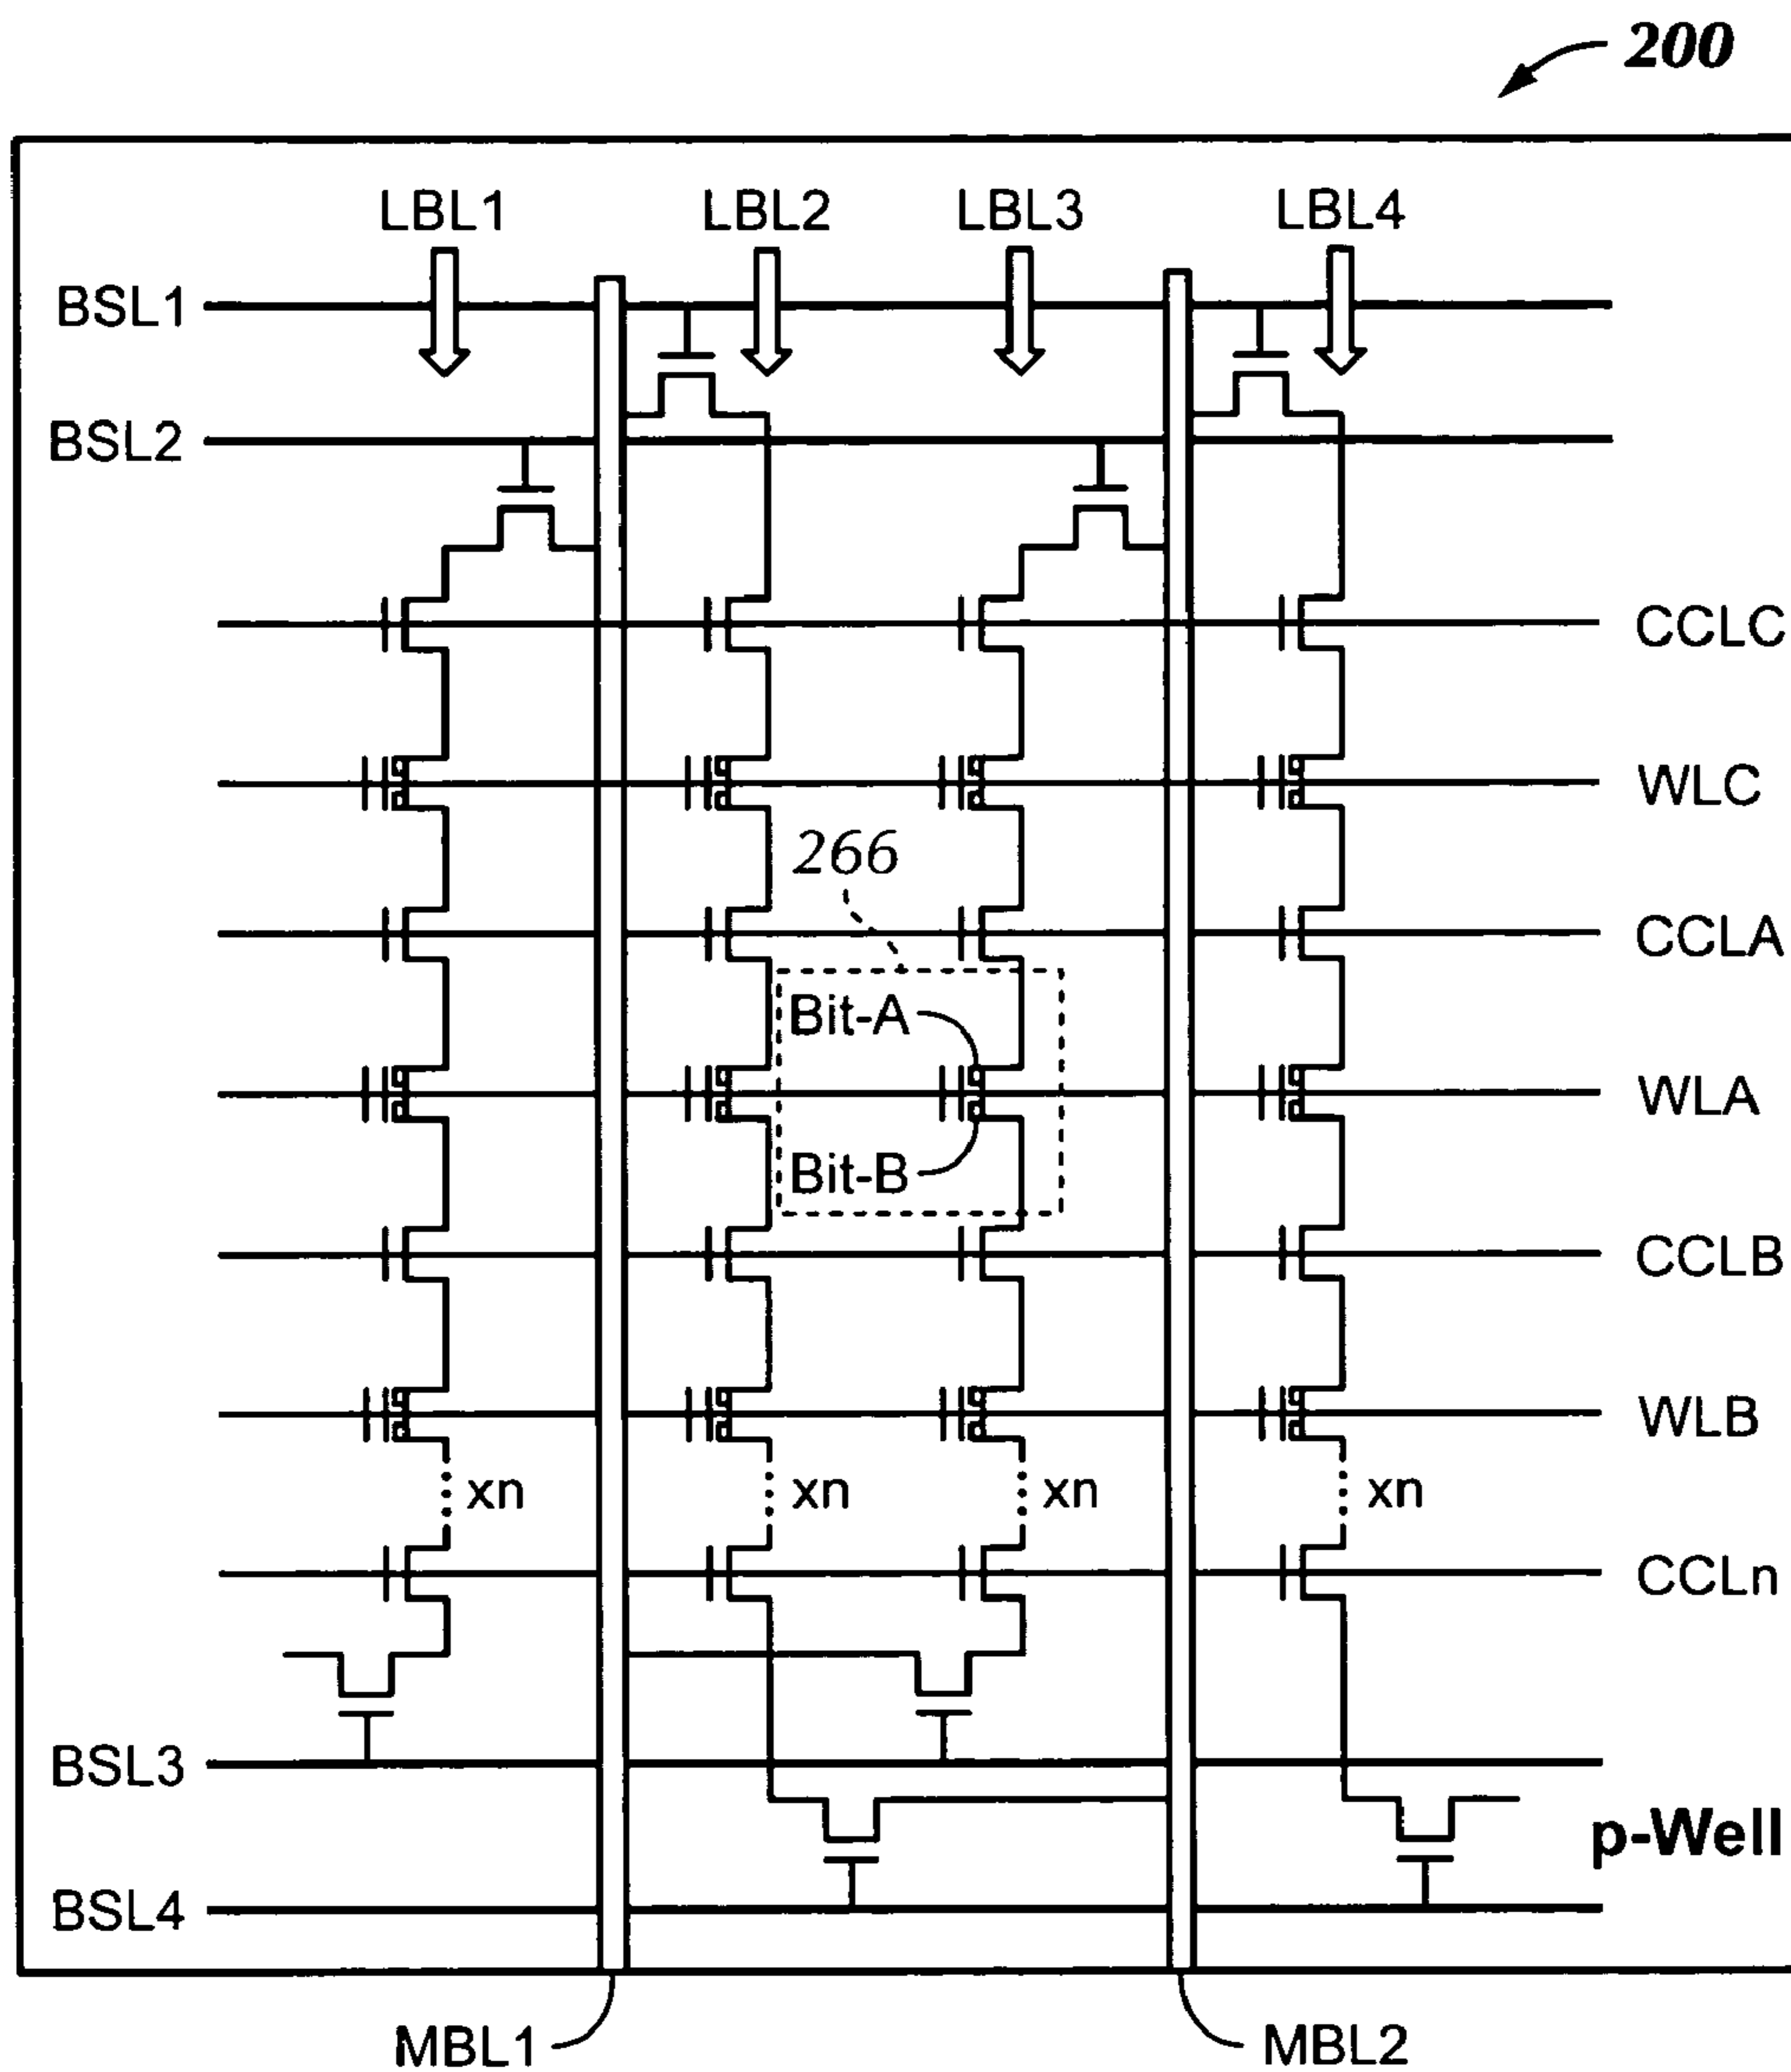 200
LBL1 LBL2 LBL3 LBL4
BSL1
BSL2
CCLC
WLC
266
CCLA
Bit-A
WLA
Bit-B
CCLB
WLB
xn xn xn xn
CCLn
BSL3
p-Well
BSL4
MBL1 MBL2